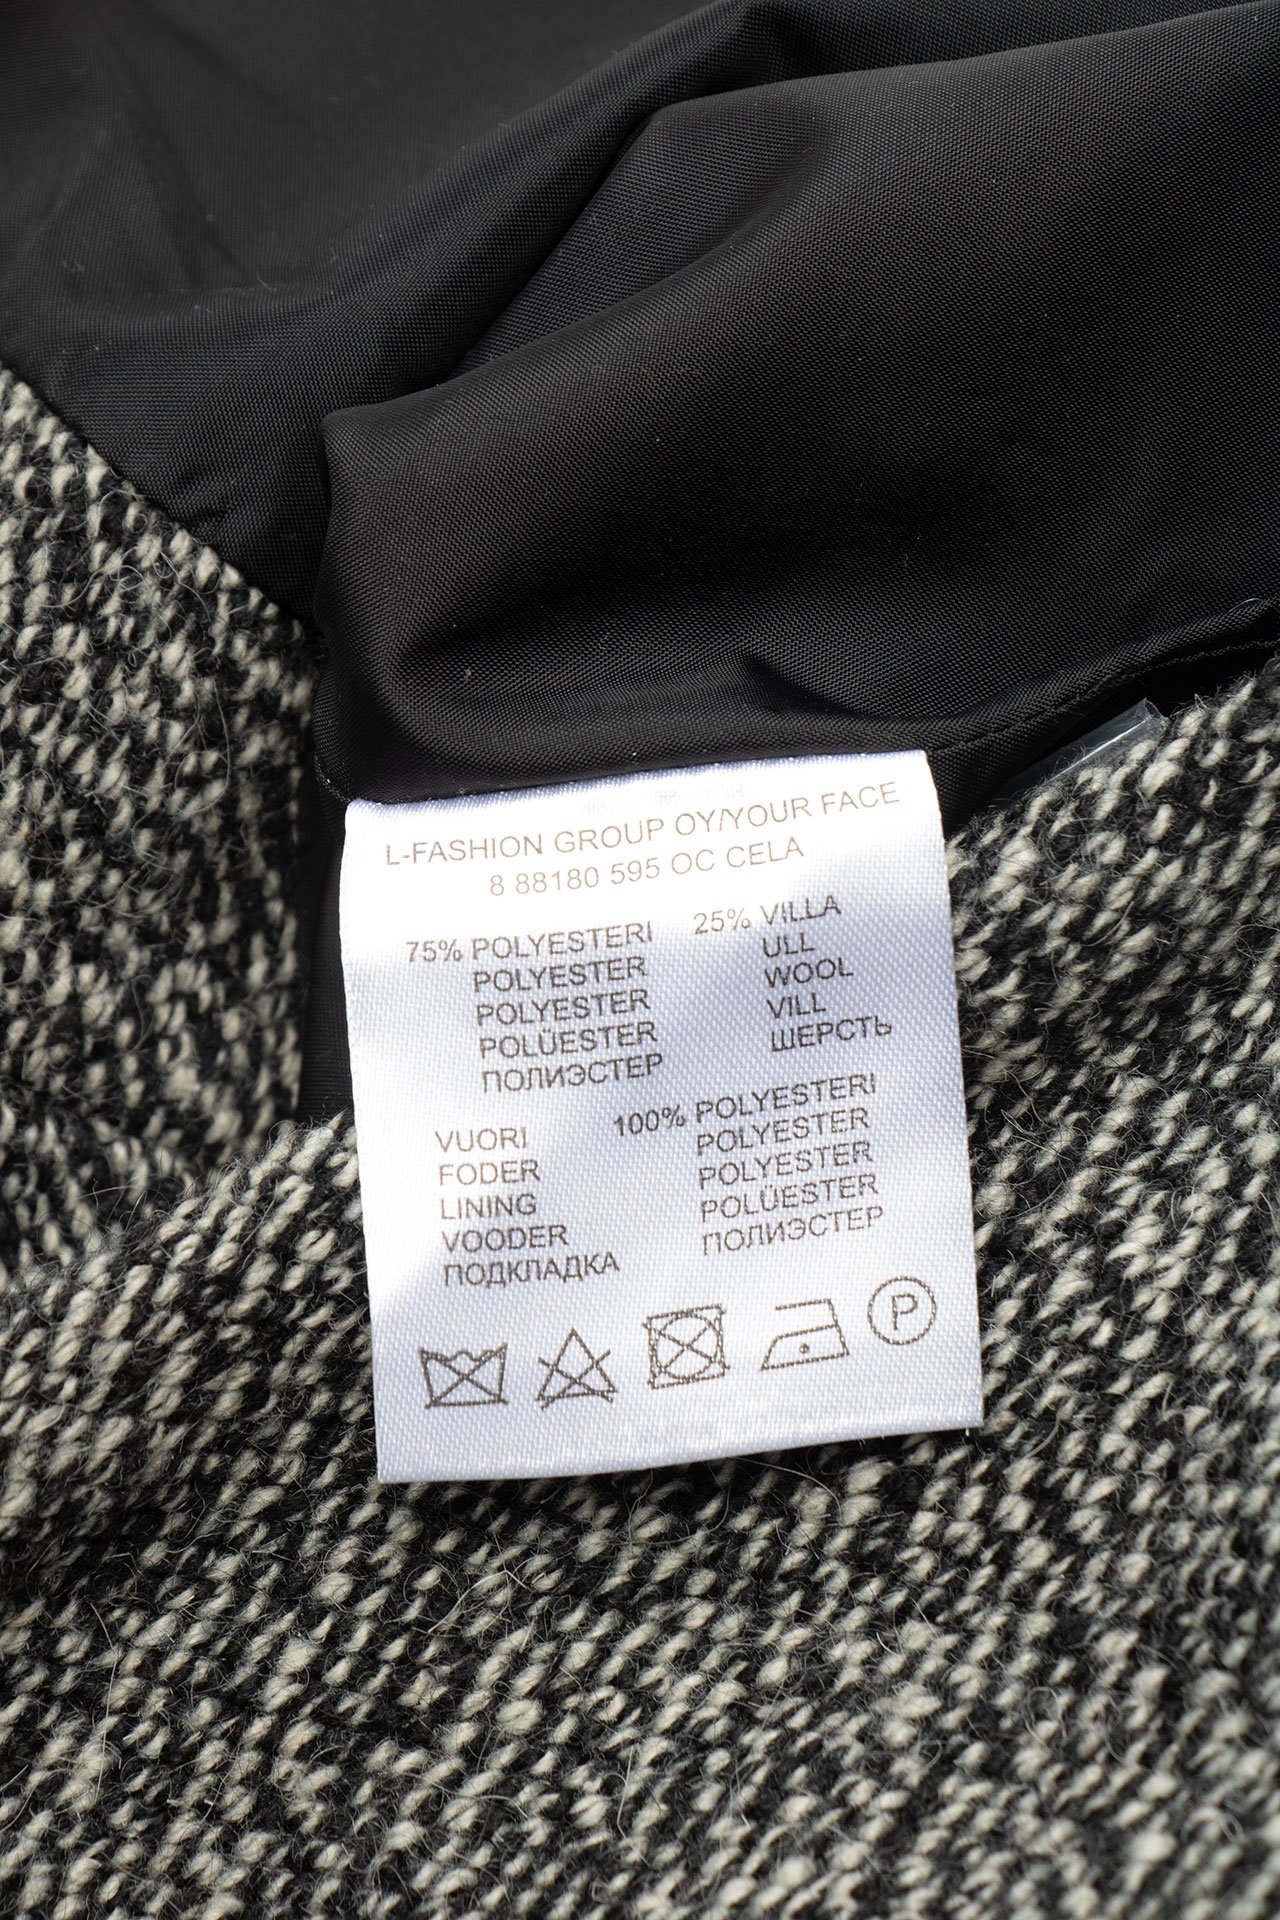 L-FASHION GROUP OY/YOUR FACE
8 88180 595 OC CELA
75% POLYESTERI 25% VILLA
POLYESTER ULL
POLYESTER WOOL
POLÜESTER VILL
ПОЛИЭСТЕР ШЕРСТЬ
VUORI 100% POLYESTERI
FODER POLYESTER
LINING POLYESTER
VOODER POLÜESTER
ПОДКЛАДКА ПОЛИЭСТЕР
P